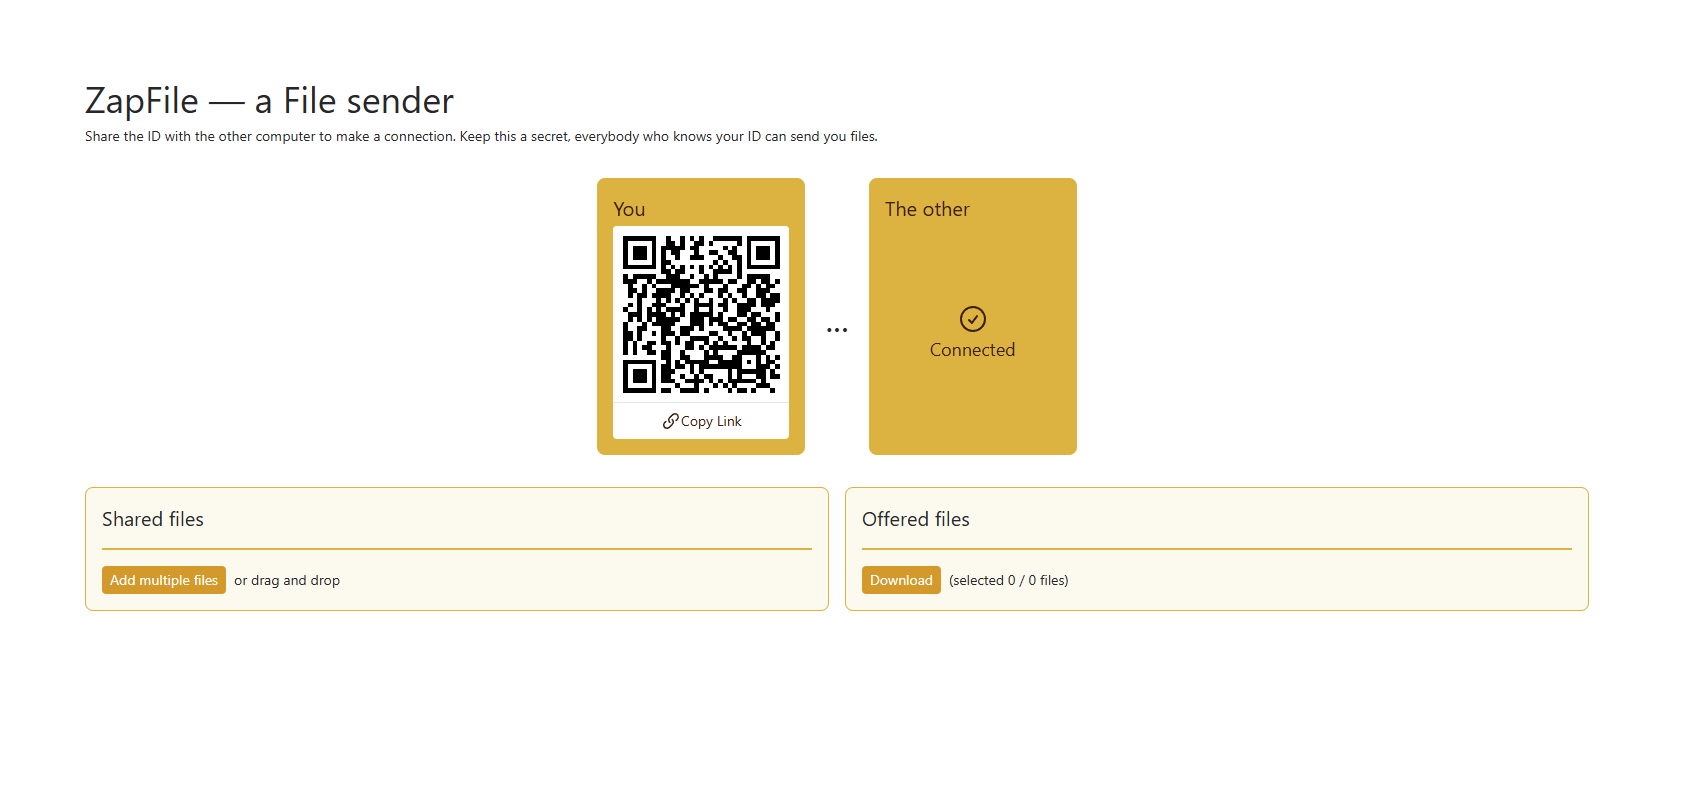 ZapFile — a File sender
Share the ID with the other computer to make a connection. Keep this a secret, everybody who knows your ID can send you files.
You
Copy Link
...
The other
Connected
Shared files
Add multiple files or drag and drop
Offered files
Download (selected 0 / 0 files)